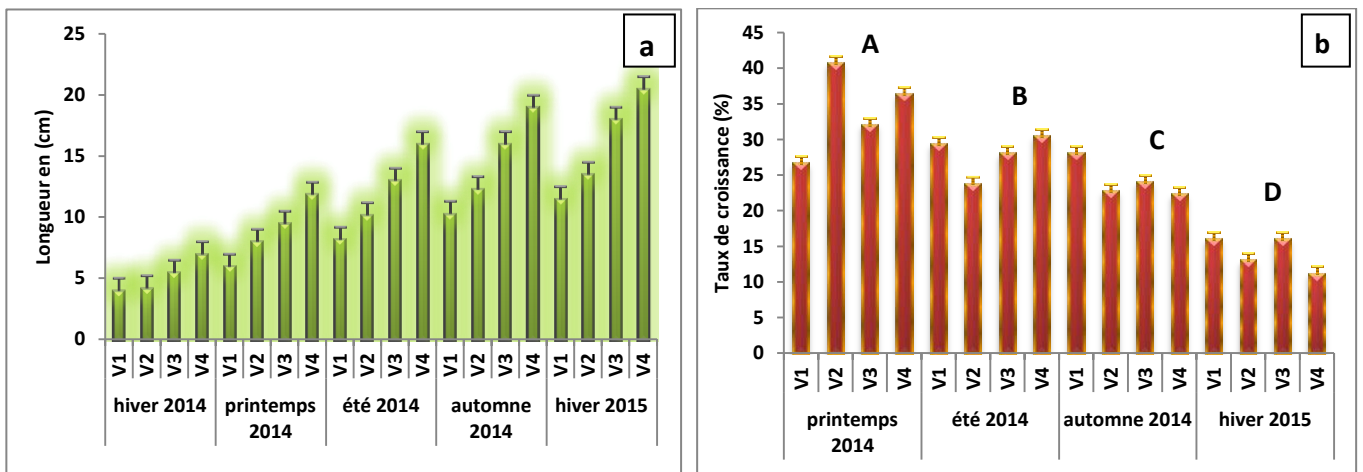 a
Longueur en (cm)
25
20
15
10
5
0
V1 V2 V3 V4 V1 V2 V3 V4 V1 V2 V3 V4 V1 V2 V3 V4 V1 V2 V3 V4
hiver 2014 printemps 2014 été 2014 automne 2014 hiver 2015
b
Taux de croissance (%)
45
40
35
30
25
20
15
10
5
0
A
B
C
D
V1 V2 V3 V4 V1 V2 V3 V4 V1 V2 V3 V4 V1 V2 V3 V4
printemps 2014 été 2014 automne 2014 hiver 2015